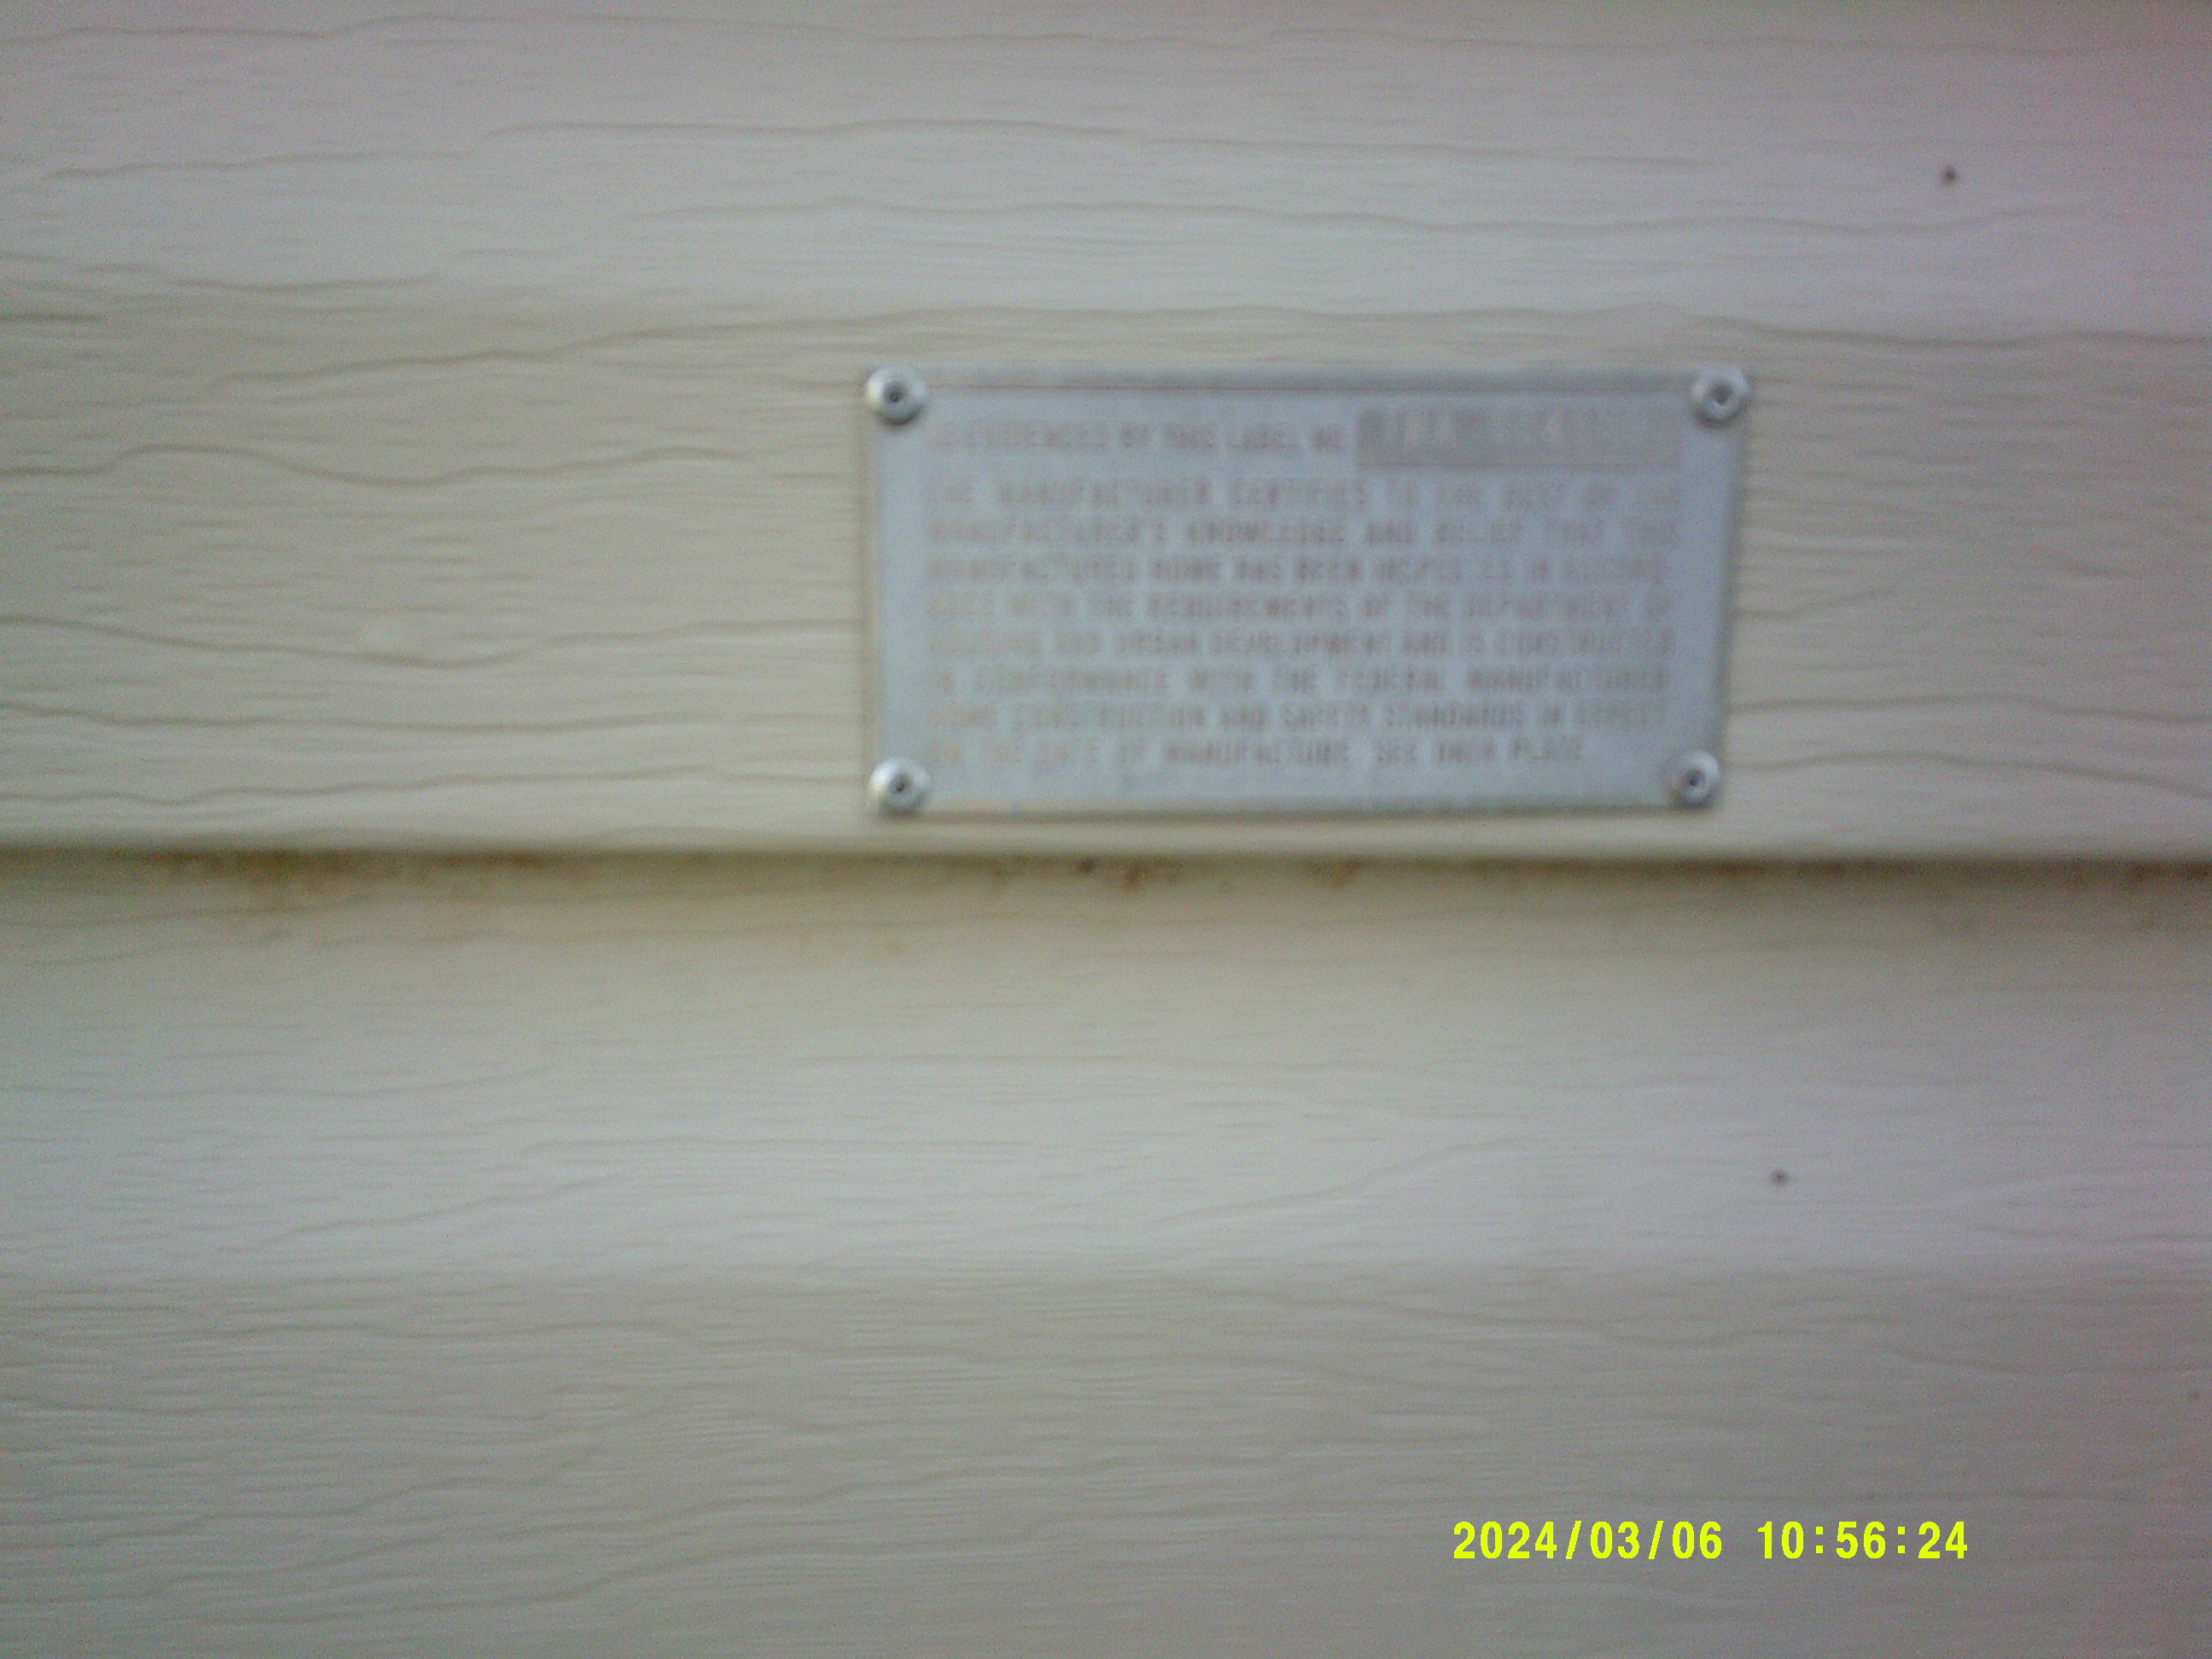 AS EVIDENCED BY THIS LABEL NO.
THE MANUFACTURER CERTIFIES TO THE BEST OF THE
MANUFACTURER'S KNOWLEDGE AND BELIEF THAT THIS
MANUFACTURED HOME HAS BEEN INSPECTED IN ACCORD-
ANCE WITH THE REQUIREMENTS OF THE DEPARTMENT OF
HOUSING AND URBAN DEVELOPMENT AND IS CONSTRUCTED
IN CONFORMANCE WITH THE FEDERAL MANUFACTURED
HOME CONSTRUCTION AND SAFETY STANDARDS IN EFFECT
ON THE DATE OF MANUFACTURE. SEE DATA PLATE.
2024/03/06 10:56:24